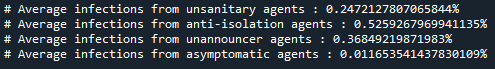 # Average infections from unsanitary agents : 0.2472127807065844%
# Average infections from anti-isolation agents : 0.5259267969941135%
# Average infections from unannouncer agents : 0.36849219871983%
# Average infections from asymptomatic agents : 0.011653541437830109%